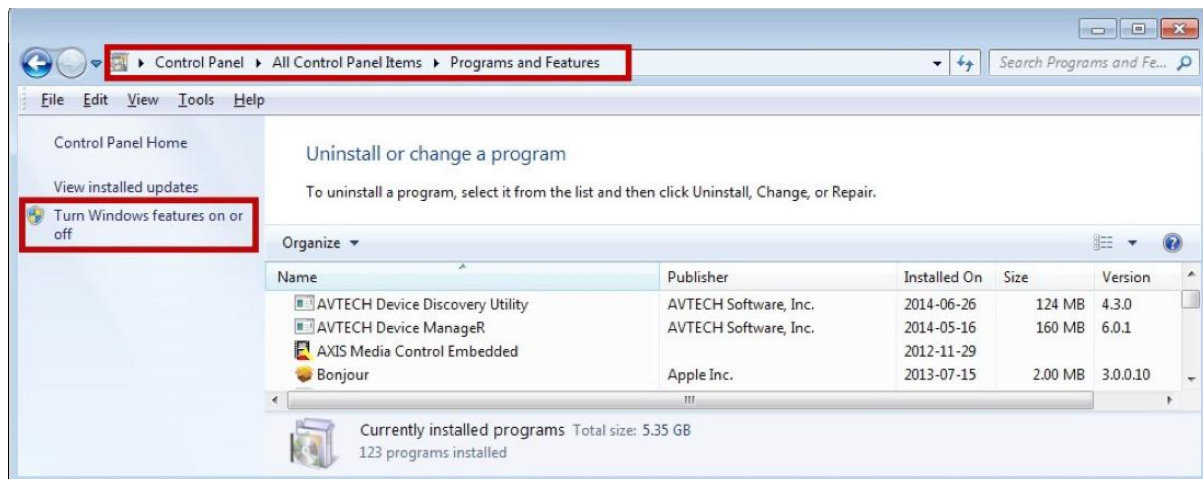 Control Panel All Control Panel Items Programs and Features
Search Programs and Fe...
File Edit View Tools Help
Control Panel Home
View installed updates
Turn Windows features on or
off
Uninstall or change a program
To uninstall a program, select it from the list and then click Uninstall, Change, or Repair.
Organize
Name Publisher Installed On Size Version
AVTECH Device Discovery Utility AVTECH Software, Inc. 2014-06-26 124 MB 4.3.0
AVTECH Device ManageR AVTECH Software, Inc. 2014-05-16 160 MB 6.0.1
AXIS Media Control Embedded 2012-11-29
Bonjour Apple Inc. 2013-07-15 2.00 MB 3.0.0.10
Currently installed programs Total size: 5.35 GB
123 programs installed